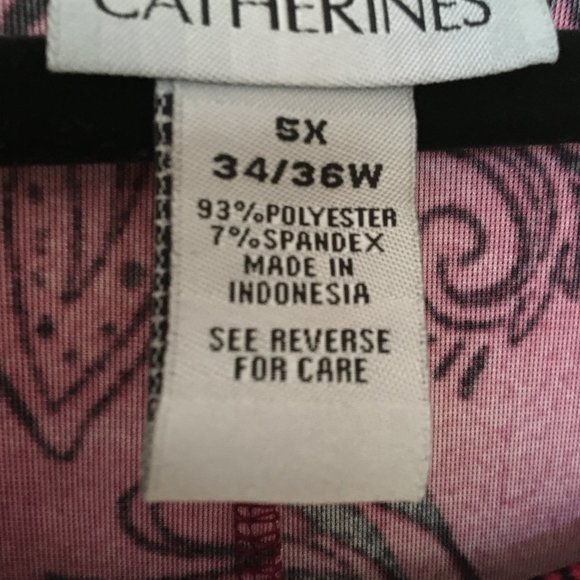 CATHERINES
5X
34/36W
93%POLYESTER
7%SPANDEX
MADE IN
INDONESIA
SEE REVERSE
FOR CARE